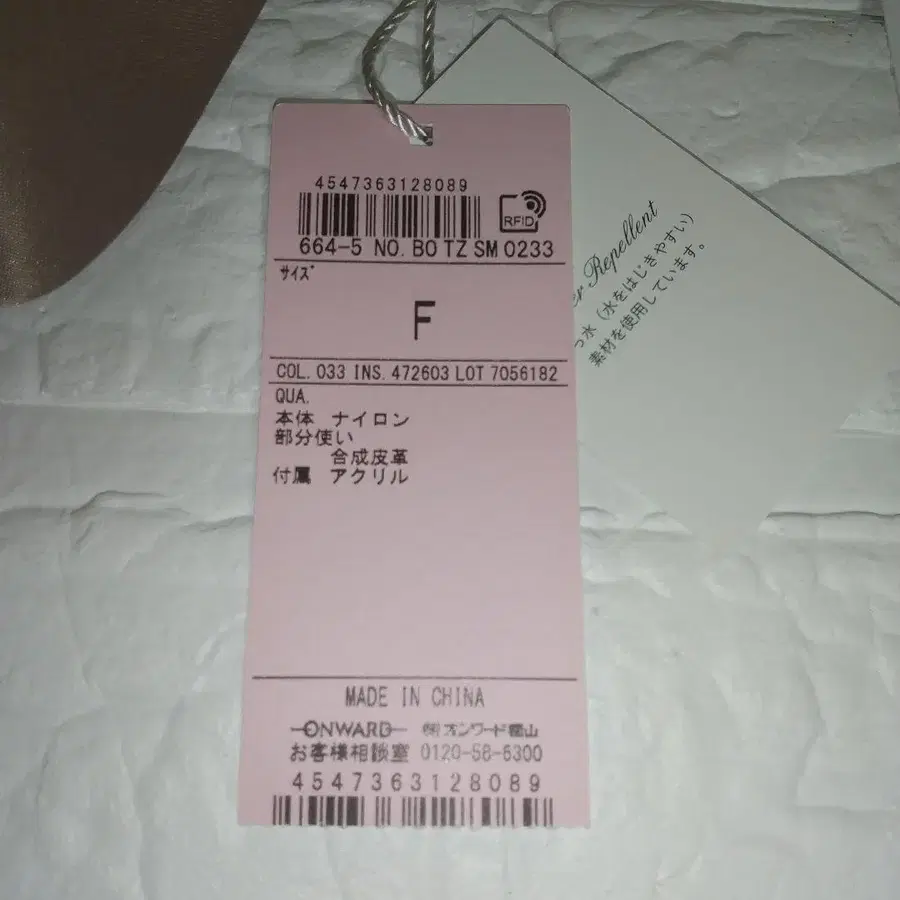 4547363128089
RFID
664-5 NO. BO TZ SM 0233
サイズ
F
COL. 033 INS. 472603 LOT 7056182
QUA.
本体 ナイロン
部分使い
合成皮革
付属 アクリル
MADE IN CHINA
ONWARD ㈱オンワード樫山
お客様相談室 0120-58-6300
4547363128089
Repellent
水(水をはじきやすい)
素材を使用しています。